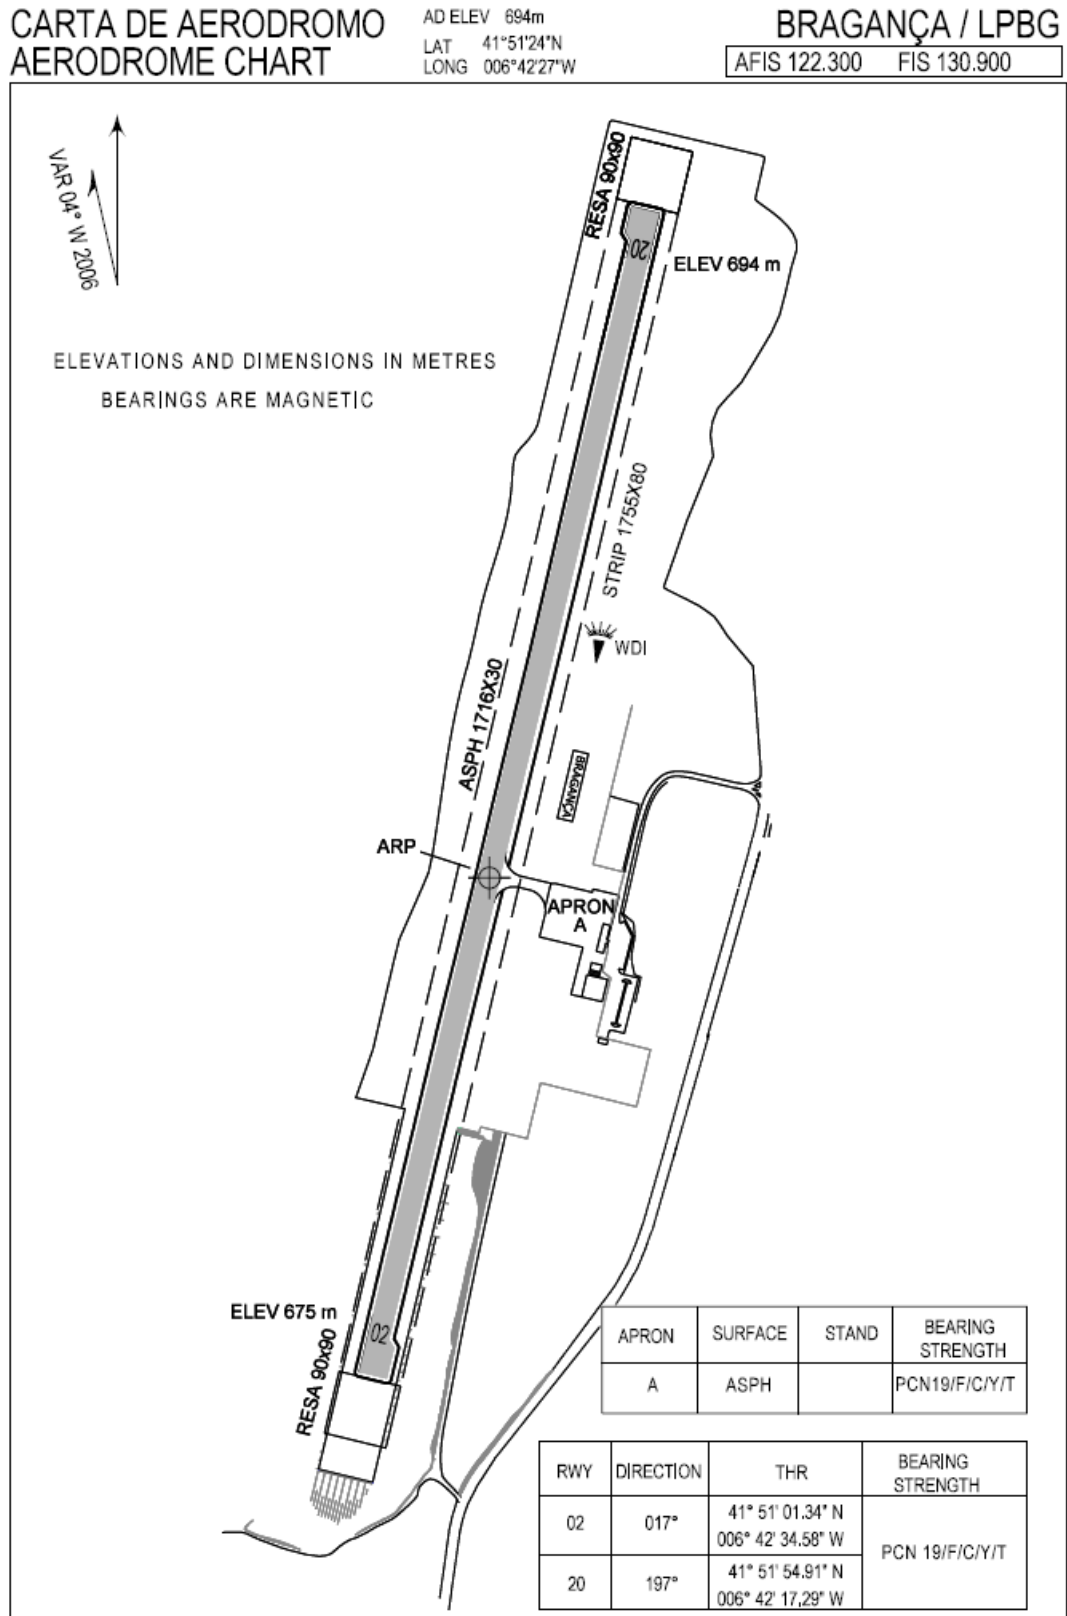 CARTA DE AERODROMO
AERODROME CHART
AD ELEV 694m
LAT 41°51'24"N
LONG 006°42'27"W
BRAGANÇA / LPBG
AFIS 122.300 FIS 130.900
VAR 04° W 2006
RESA 90x90
20
ELEV 694 m
ELEVATIONS AND DIMENSIONS IN METRES
BEARINGS ARE MAGNETIC
STRIP 1755X80
WDI
ASPH 1716X30
BRAGANÇA
ARP
APRON
A
ELEV 675 m
02
RESA 90x90
APRON SURFACE STAND BEARING
STRENGTH
A ASPH PCN19/F/C/Y/T
RWY DIRECTION THR BEARING
STRENGTH
02 017° 41° 51' 01.34" N
006° 42' 34.58" W
PCN 19/F/C/Y/T
20 197° 41° 51' 54.91" N
006° 42' 17,29" W